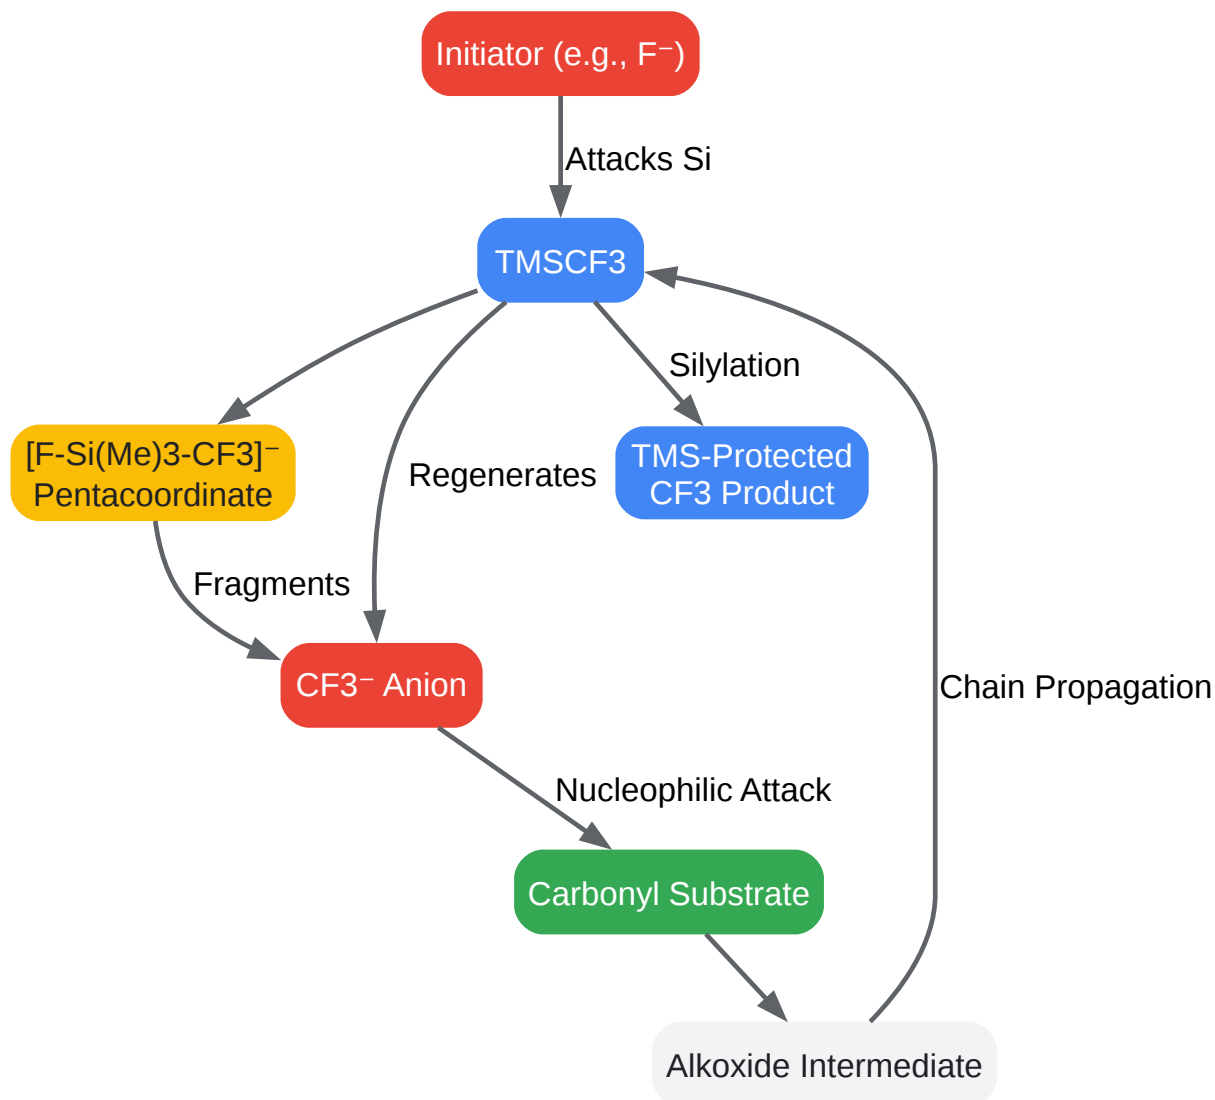 Initiator (e.g., F⁻)
Attacks Si
TMSCF3
Silylation
[F-Si(Me)3-CF3]⁻
Pentacoordinate
Regenerates
TMS-Protected
CF3 Product
Fragments
CF3⁻ Anion
Chain Propagation
Nucleophilic Attack
Carbonyl Substrate
Alkoxide Intermediate